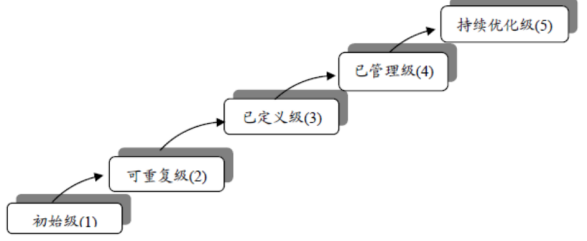 持续优化级(5)
已管理级(4)
已定义级(3)
可重复级(2)
初始级(1)